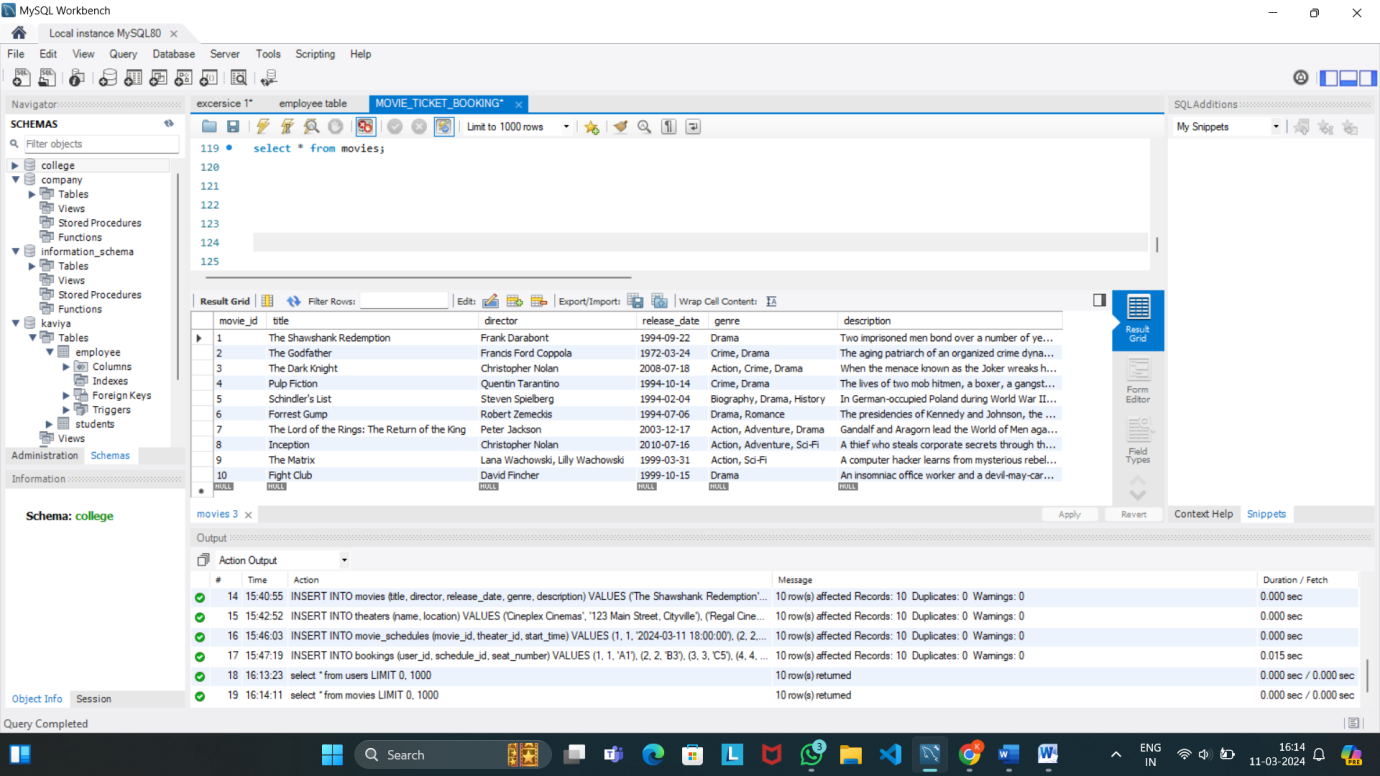 MySQL Workbench
Local instance MySQL80
File Edit View Query Database Server Tools Scripting Help
Navigator
SCHEMAS
Filter objects
college
company
Tables
Views
Stored Procedures
Functions
information_schema
Tables
Views
Stored Procedures
Functions
kaviya
Tables
employee
Columns
Indexes
Foreign Keys
Triggers
students
Views
Administration Schemas
Information
Schema: college
Object Info Session
Query Completed
excersice 1* employee table MOVIE_TICKET_BOOKING*
Limit to 1000 rows
119 select * from movies;
120
121
122
123
124
125
Result Grid Filter Rows: Edit: Export/Import: Wrap Cell Content:
movie_id title director release_date genre description
1 The Shawshank Redemption Frank Darabont 1994-09-22 Drama Two imprisoned men bond over a number of ye...
2 The Godfather Francis Ford Coppola 1972-03-24 Crime, Drama The aging patriarch of an organized crime dyna...
3 The Dark Knight Christopher Nolan 2008-07-18 Action, Crime, Drama When the menace known as the Joker wreaks h...
4 Pulp Fiction Quentin Tarantino 1994-10-14 Crime, Drama The lives of two mob hitmen, a boxer, a gangst...
5 Schindler's List Steven Spielberg 1994-02-04 Biography, Drama, History In German-occupied Poland during World War II...
6 Forrest Gump Robert Zemeckis 1994-07-06 Drama, Romance The presidencies of Kennedy and Johnson, the ...
7 The Lord of the Rings: The Return of the King Peter Jackson 2003-12-17 Action, Adventure, Drama Gandalf and Aragorn lead the World of Men aga...
8 Inception Christopher Nolan 2010-07-16 Action, Adventure, Sci-Fi A thief who steals corporate secrets through th...
9 The Matrix Lana Wachowski, Lilly Wachowski 1999-03-31 Action, Sci-Fi A computer hacker learns from mysterious rebel...
10 Fight Club David Fincher 1999-10-15 Drama An insomniac office worker and a devil-may-car...
NULL NULL NULL NULL NULL NULL
Result Grid
Form Editor
Field Types
movies 3 Apply Revert
SQLAdditions
My Snippets
Context Help Snippets
Output
Action Output
# Time Action Message Duration / Fetch
14 15:40:55 INSERT INTO movies (title, director, release_date, genre, description) VALUES ('The Shawshank Redemption'... 10 row(s) affected Records: 10 Duplicates: 0 Warnings: 0 0.000 sec
15 15:42:52 INSERT INTO theaters (name, location) VALUES ('Cineplex Cinemas', '123 Main Street, Cityville'), ('Regal Cine... 10 row(s) affected Records: 10 Duplicates: 0 Warnings: 0 0.000 sec
16 15:46:03 INSERT INTO movie_schedules (movie_id, theater_id, start_time) VALUES (1, 1, '2024-03-11 18:00:00'), (2, 2,... 10 row(s) affected Records: 10 Duplicates: 0 Warnings: 0 0.000 sec
17 15:47:19 INSERT INTO bookings (user_id, schedule_id, seat_number) VALUES (1, 1, 'A1'), (2, 2, 'B3'), (3, 3, 'C5'), (4, 4, ... 10 row(s) affected Records: 10 Duplicates: 0 Warnings: 0 0.015 sec
18 16:13:23 select * from users LIMIT 0, 1000 10 row(s) returned 0.000 sec / 0.000 sec
19 16:14:11 select * from movies LIMIT 0, 1000 10 row(s) returned 0.000 sec / 0.000 sec
Search
3
ENG
IN
16:14
11-03-2024
PRE